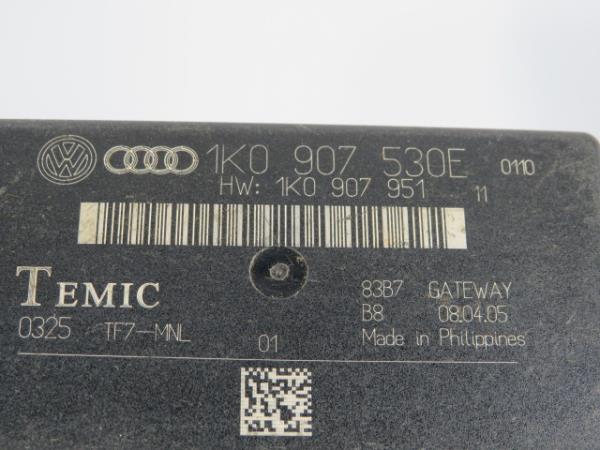 1K0 907 530E 0110
HW: 1K0 907 951 11
TEMIC
83B7 GATEWAY
B8 08.04.05
0325 TF7-MNL 01
Made in Philippines